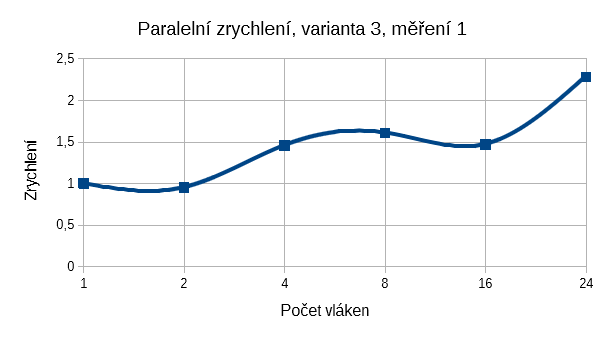 Paralelní zrychlení, varianta 3, měření 1
2,5
2
1,5
1
0,5
0
Zrychlení
1 2 4 8 16 24
Počet vláken